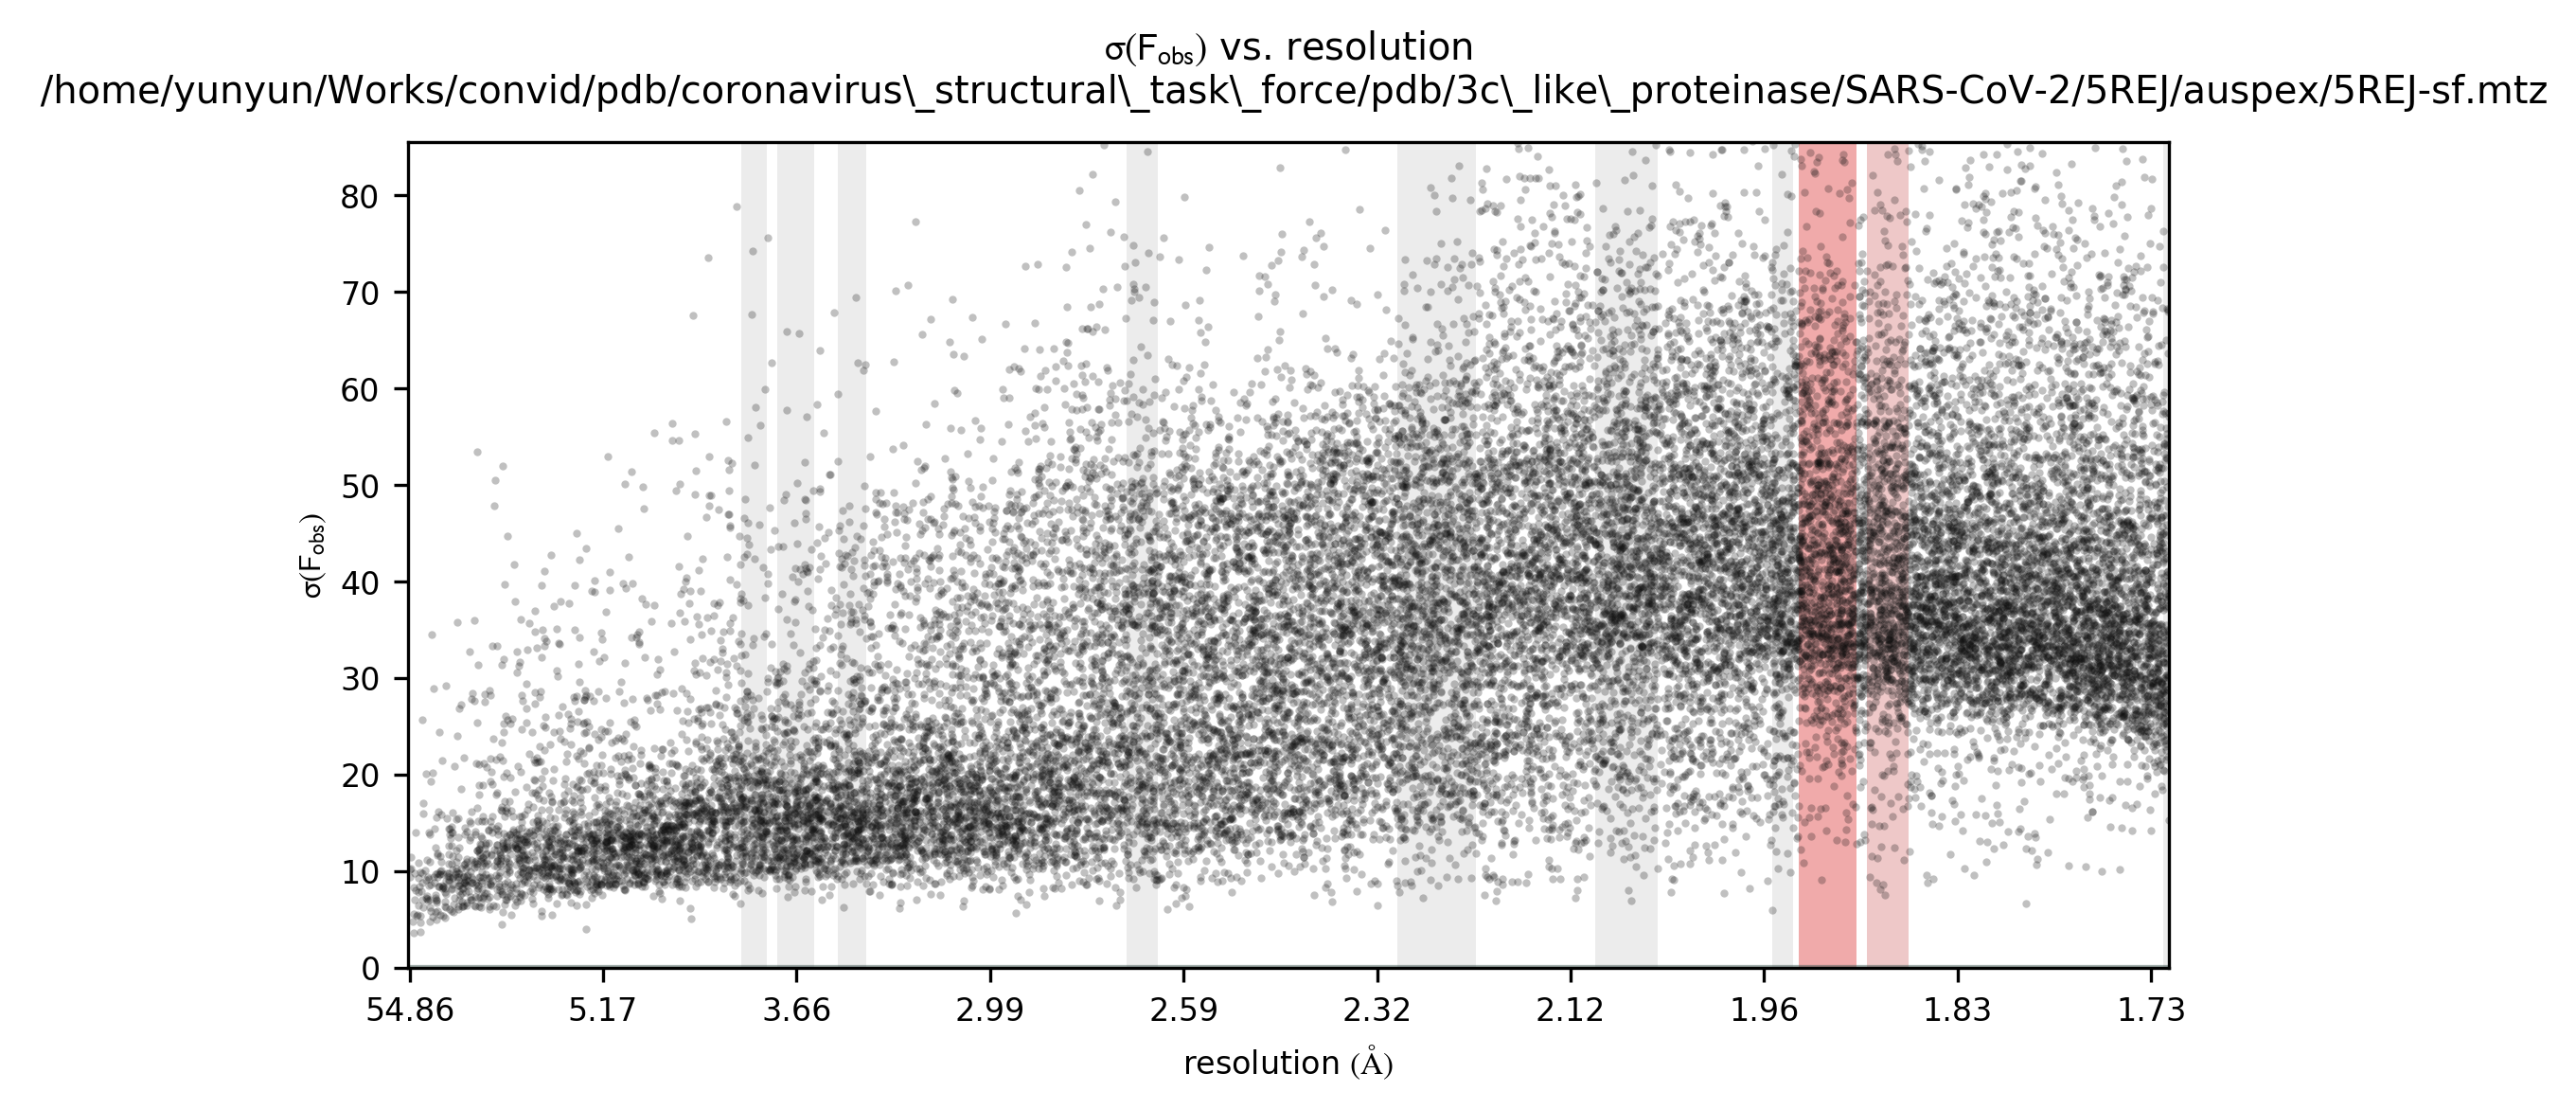 σ(Fobs) vs. resolution
/home/yunyun/Works/convid/pdb/coronavirus\_structural\_task\_force/pdb/3c\_like\_proteinase/SARS-CoV-2/5REJ/auspex/5REJ-sf.mtz
80
70
60
50
40
30
20
10
0
σ(Fobs)
54.86 5.17 3.66 2.99 2.59 2.32 2.12 1.96 1.83 1.73
resolution (Å)